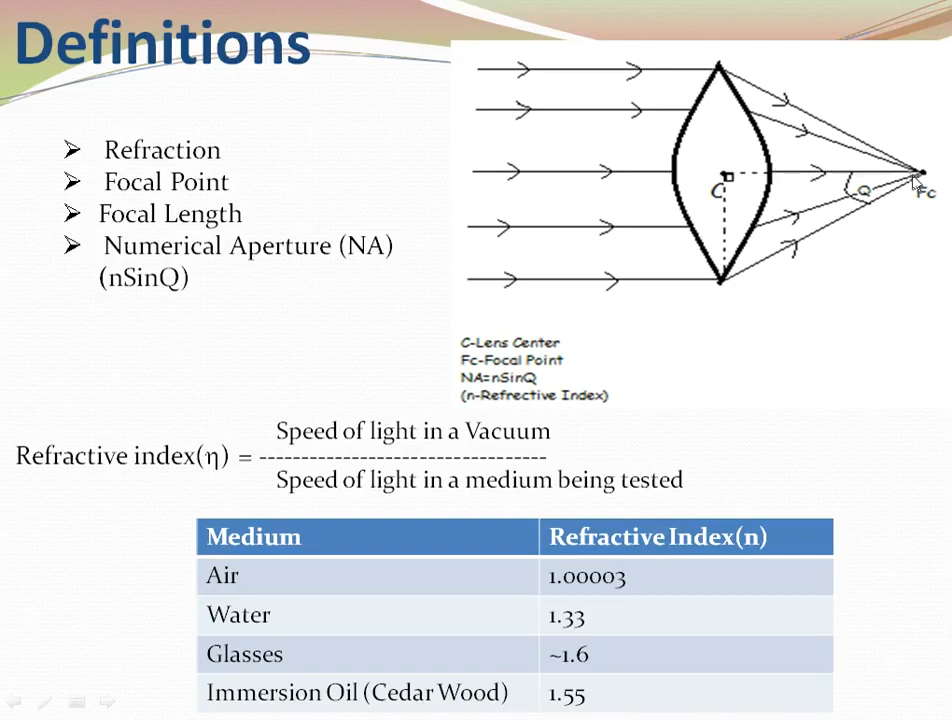 Definitions
➢ Refraction
➢ Focal Point
➢ Focal Length
➢ Numerical Aperture (NA)
(nSinQ)
C
Q
Fc
C-Lens Center
Fc-Focal Point
NA=nSinQ
(n-Refrective Index)
Speed of light in a Vacuum
Refractive index(η) = ----------------------------------
Speed of light in a medium being tested
Medium Refractive Index(n)
Air 1.00003
Water 1.33
Glasses ~1.6
Immersion Oil (Cedar Wood) 1.55